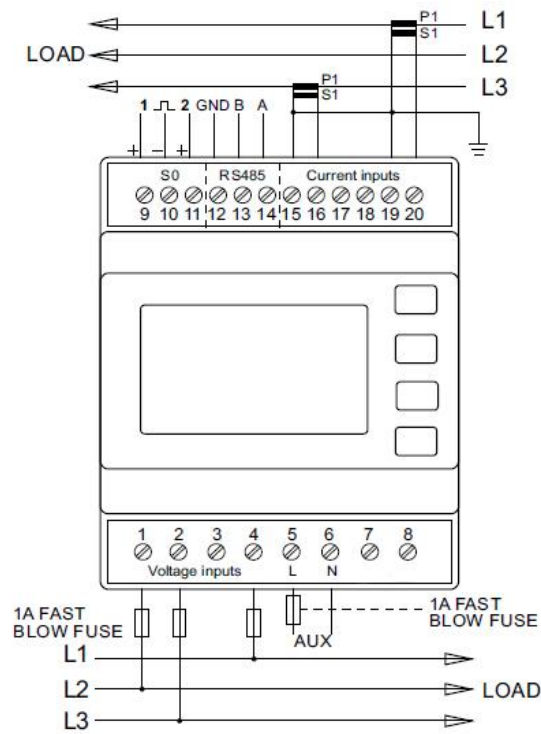 P1 L1
S1
LOAD L2
P1 L3
S1
1 2 GND B A
+ - +
S0 RS485 Current inputs
9 10 11 12 13 14 15 16 17 18 19 20
1 2 3 4 5 6 7 8
Voltage inputs L N
1A FAST
BLOW FUSE
1A FAST
BLOW FUSE
AUX
L1
L2 LOAD
L3